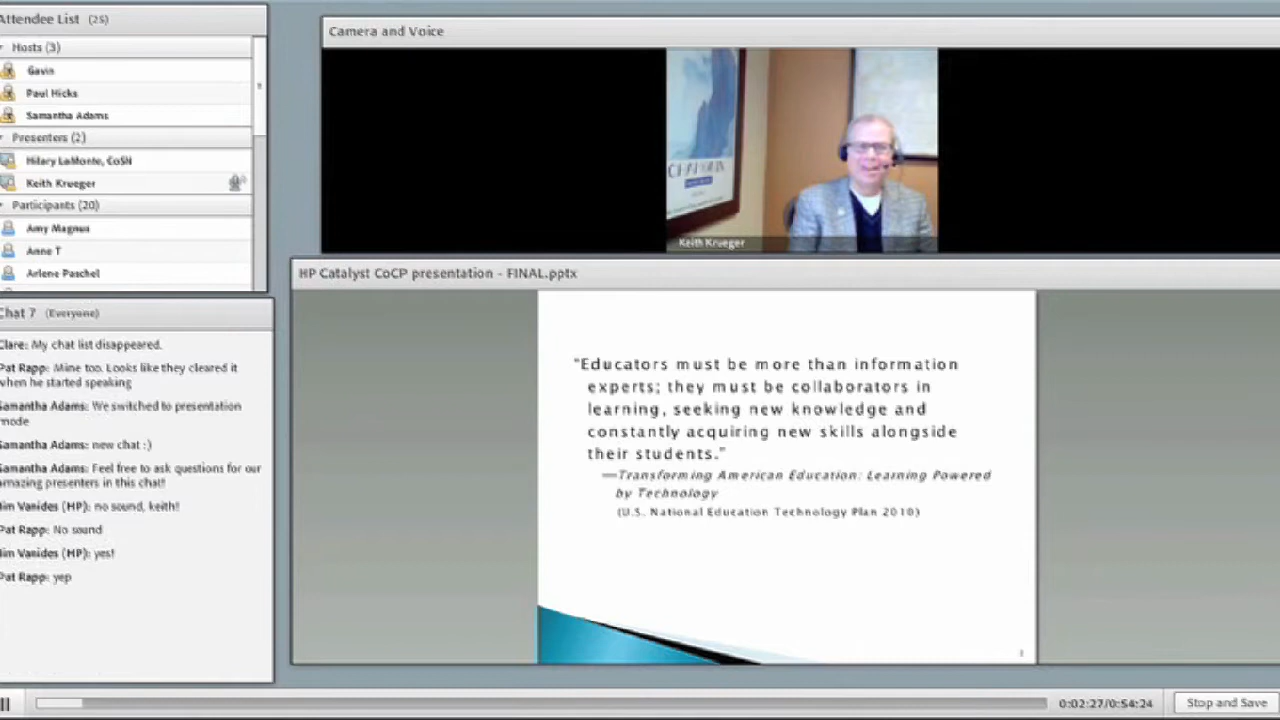 Attendee List (25)
Hosts (3)
Gavin
Paul Hicks
Samantha Adams
Presenters (2)
Hilary LaMonte, CoSN
Keith Krueger
Participants (20)
Amy Magnus
Anne T
Arlene Paschel
Chat 7 (Everyone)
Clare: My chat list disappeared.
Pat Rapp: Mine too. Looks like they cleared it
when he started speaking
Samantha Adams: We switched to presentation
mode
Samantha Adams: new chat :)
Samantha Adams: Feel free to ask questions for our
amazing presenters in this chat!
Jim Vanides (HP): no sound, keith!
Pat Rapp: No sound
Jim Vanides (HP): yes!
Pat Rapp: yep
Camera and Voice
Keith Krueger
HP Catalyst CoCP presentation - FINAL.pptx
"Educators must be more than information
experts; they must be collaborators in
learning, seeking new knowledge and
constantly acquiring new skills alongside
their students."
—Transforming American Education: Learning Powered
by Technology
(U.S. National Education Technology Plan 2010)
0:02:27/0:54:24
Stop and Save